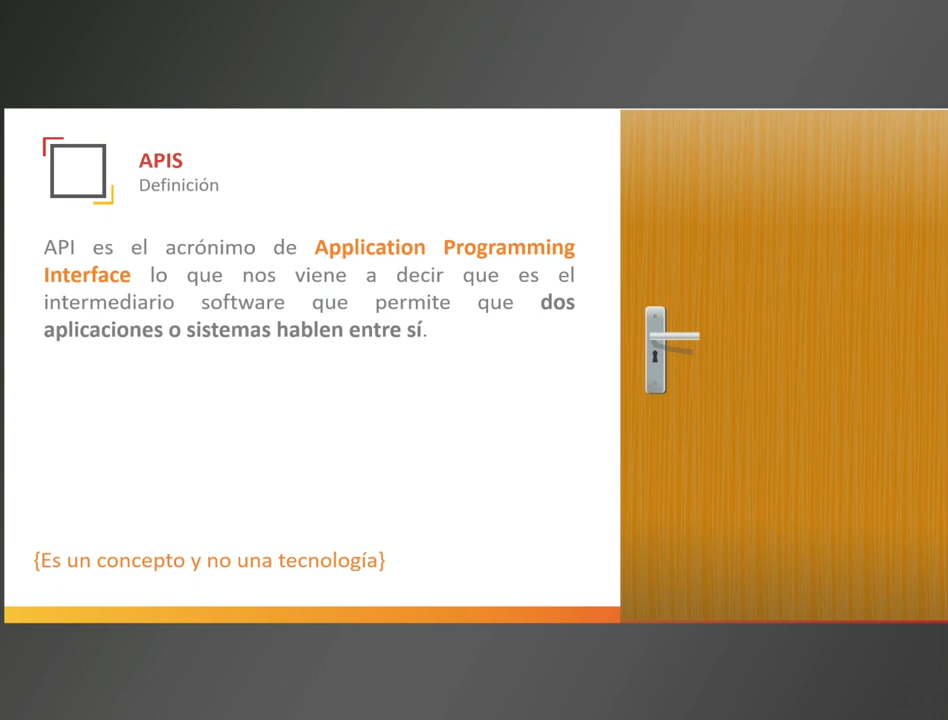 APIS
Definición
API es el acrónimo de Application Programming
Interface lo que nos viene a decir que es el
intermediario software que permite que dos
aplicaciones o sistemas hablen entre sí.
{Es un concepto y no una tecnología}